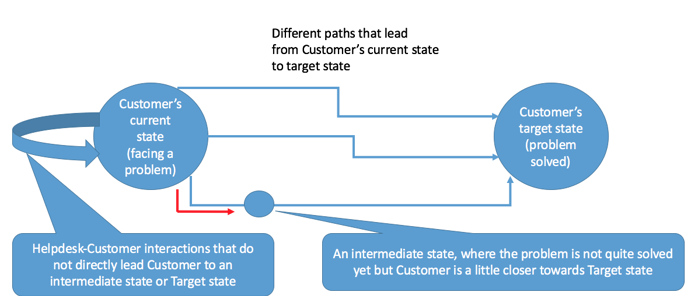 Different paths that lead
from Customer's current state
to target state
Customer's
current
state
(facing a
problem)
Customer's
target state
(problem
solved)
Helpdesk-Customer interactions that do
not directly lead Customer to an
intermediate state or Target state
An intermediate state, where the problem is not quite solved
yet but Customer is a little closer towards Target state